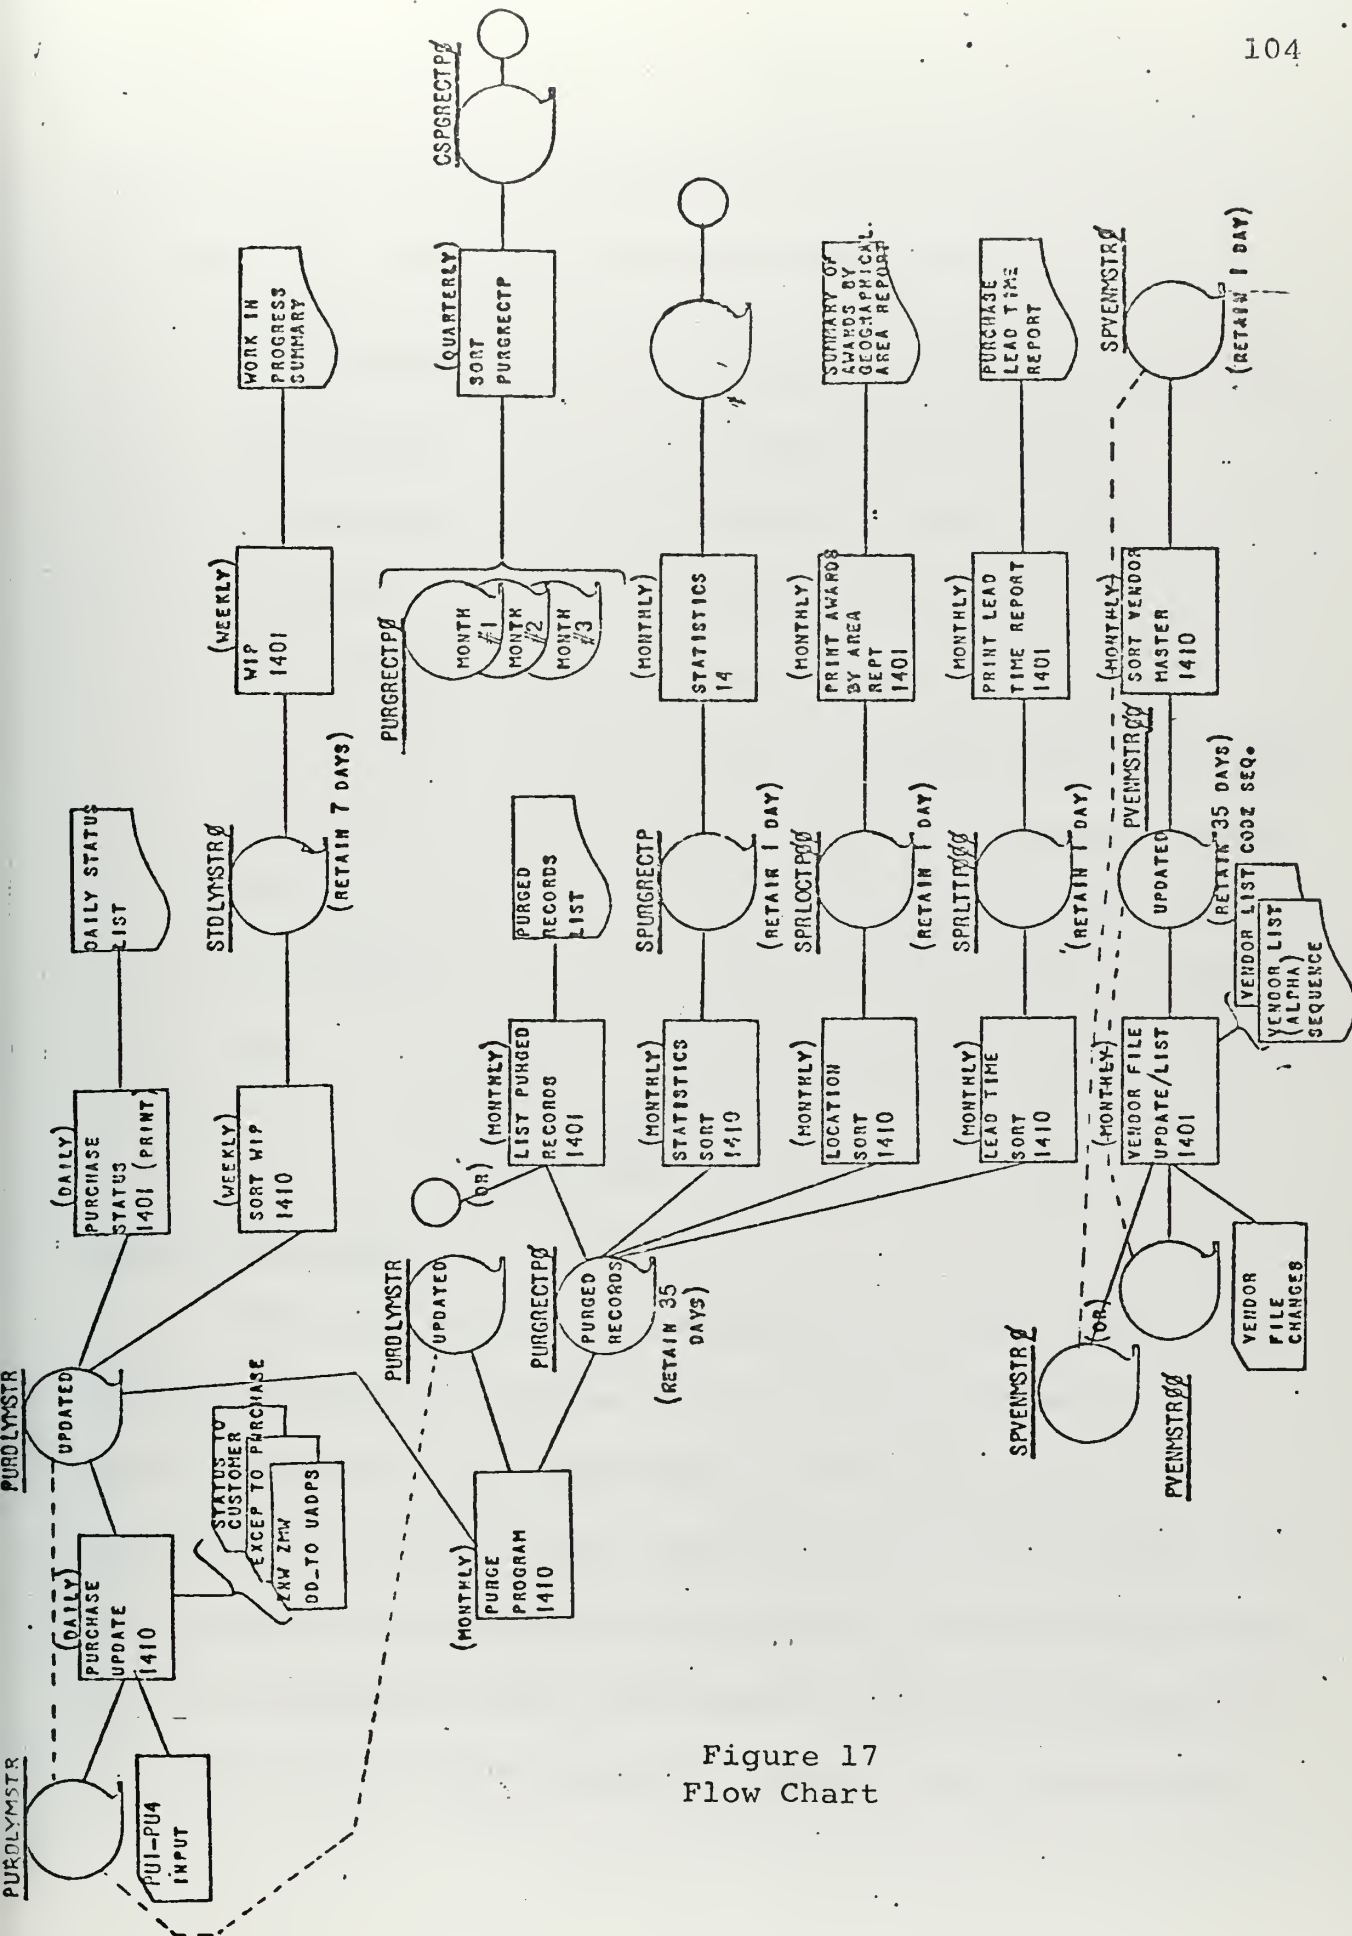 104
PURDLYMSTR
PU1-PU4
INPUT
(DAILY)
PURCHASE
UPDATE
1410
STATUS TO
CUSTOMER
EXCEP TO PURCHASE
ZMW
DD_TO UADPS
PURDLYMSTR
UPDATED
(DAILY)
PURCHASE
STATUS
1401 (PRINT)
DAILY STATUS
LIST
(WEEKLY)
SORT WIP
1410
STDLYMSTRØ
(RETAIN 7 DAYS)
(WEEKLY)
WIP
1401
WORK IN
PROGRESS
SUMMARY
(MONTHLY)
PURGE
PROGRAM
1410
PURDLYMSTR
UPDATED
PURGRECTPØ
PURGED
RECORDS
(RETAIN 35
DAYS)
(OR)
(MONTHLY)
LIST PURGED
RECORDS
1401
PURGED
RECORDS
LIST
PURGRECTPØ
MONTH
#1
MONTH
#2
MONTH
#3
(QUARTERLY)
SORT
PURGRECTP
CSPGRECTPØ
(MONTHLY)
STATISTICS
SORT
1410
SPURGRECTP
(RETAIN 1 DAY)
(MONTHLY)
STATISTICS
14
(MONTHLY)
LOCATION
SORT
1410
SPRLOCTPØØ
(RETAIN 1 DAY)
(MONTHLY)
PRINT AWARDS
BY AREA
REPT
1401
SUMMARY OF
AWARDS BY
GEOGRAPHICAL.
AREA REPORT
(MONTHLY)
LEAD TIME
SORT
1410
SPRLTTPØØØ
(RETAIN 1 DAY)
(MONTHLY)
PRINT LEAD
TIME REPORT
1401
PURCHASE
LEAD TIME
REPORT
SPVENMSTRØ
(OR)
PVENMSTRØØ
VENDOR
FILE
CHANGES
(MONTHLY)
VENDOR FILE
UPDATE/LIST
1401
VENDOR LIST CODE SEQ.
VENDOR LIST
(ALPHA)
SEQUENCE
PVENMSTRØØ
UPDATED
(RETAIN 35 DAYS)
(MONTHLY)
SORT VENDOR
MASTER
1410
SPVENMSTRØ
(RETAIN 1 DAY)
Figure 17
Flow Chart